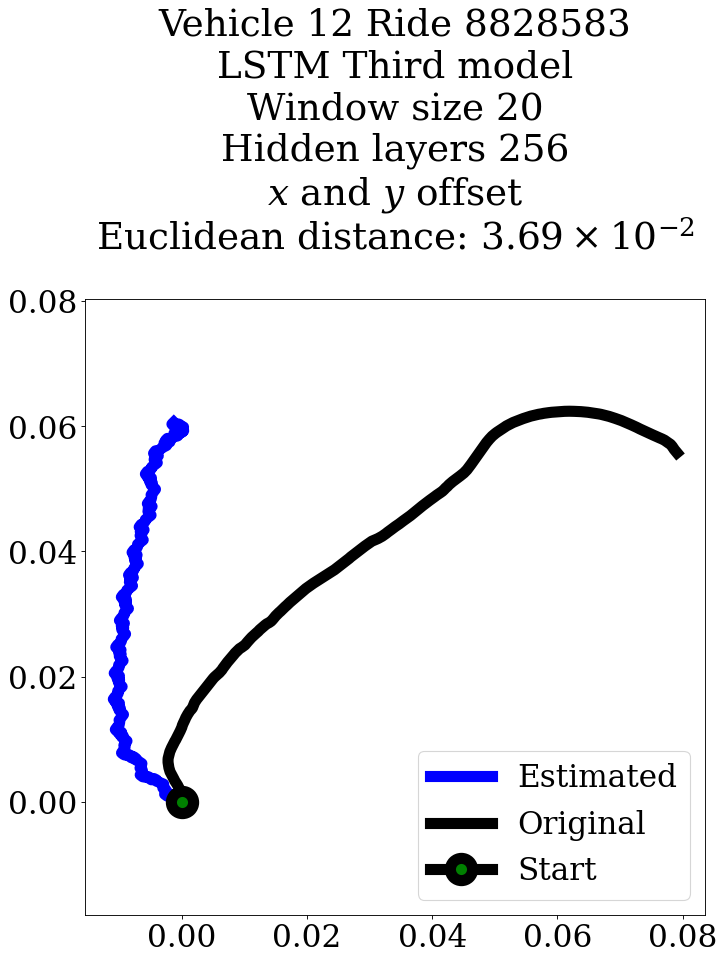 Vehicle 12 Ride 8828583
LSTM Third model
Window size 20
Hidden layers 256
x and y offset
Euclidean distance: 3.69 × 10⁻²
0.08
0.06
0.04
0.02
0.00
Estimated
Original
Start
0.00 0.02 0.04 0.06 0.08